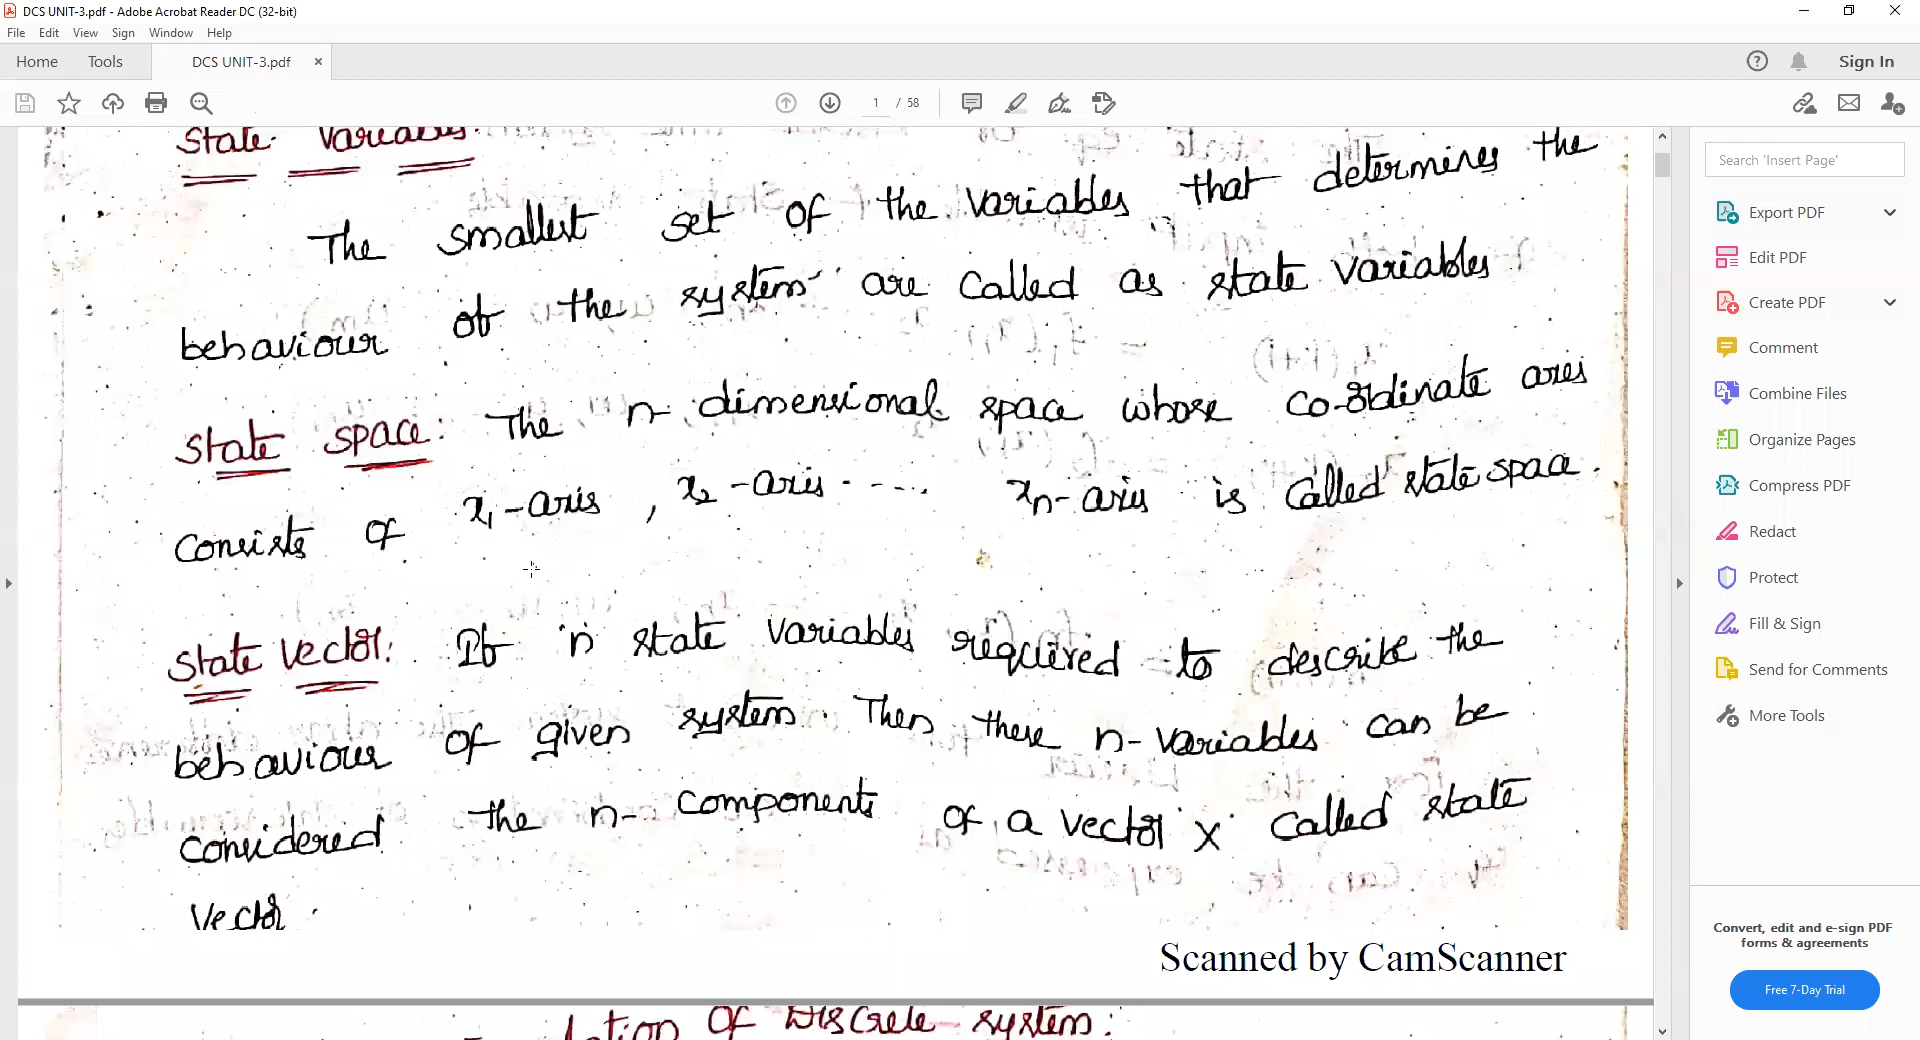 DCS UNIT-3.pdf - Adobe Acrobat Reader DC (32-bit)
File Edit View Sign Window Help
Home Tools DCS UNIT-3.pdf × Sign In
1 / 58
State Variables:
The smallest set of the variables that determines the
behaviour of the system are called as state variables
State space: The n-dimensional space whose co-ordinate axis
consists of x₁-axis, x₂-axis ..... xn-axis is called state space.
State Vector: If 'n' state variables required to describe the
behaviour of given system. Then these n-variables can be
considered the n-components of a vector 'x' called state
vector.
Scanned by CamScanner
of Discrete system:
Search 'Insert Page'
Export PDF
Edit PDF
Create PDF
Comment
Combine Files
Organize Pages
Compress PDF
Redact
Protect
Fill & Sign
Send for Comments
More Tools
Convert, edit and e-sign PDF
forms & agreements
Free 7-Day Trial